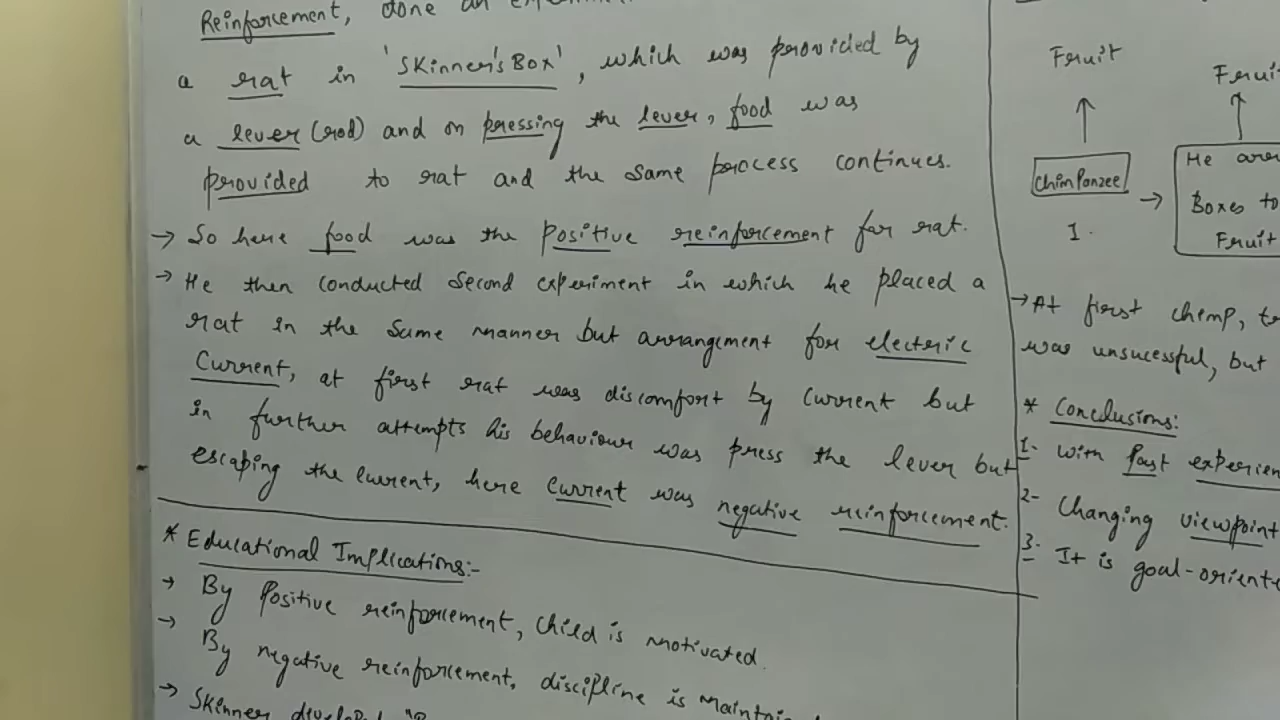 Reinforcement, done an
a rat in 'Skinner's Box', which was provided by
a lever (rod) and on pressing the lever, food was
provided to rat and the same process continues.
→ So here food was the positive reinforcement for rat.
→ He then conducted second experiment in which he placed a
rat in the same manner but arrangement for electric
current, at first rat was discomfort by current but
in further attempts his behaviour was press the lever but
escaping the current, here current was negative reinforcement.
* Educational Implications:-
→ By Positive reinforcement, child is motivated.
→ By negative reinforcement, discipline is
→ Skinner
Fruit
Fruit
↑
↑
Chimponzee → He
Boxes to
1.
Fruit
→ At first chimp,
was unsucessful, but
* Conclusions:
1- with Past
2- Changing viewpoint
3- It is